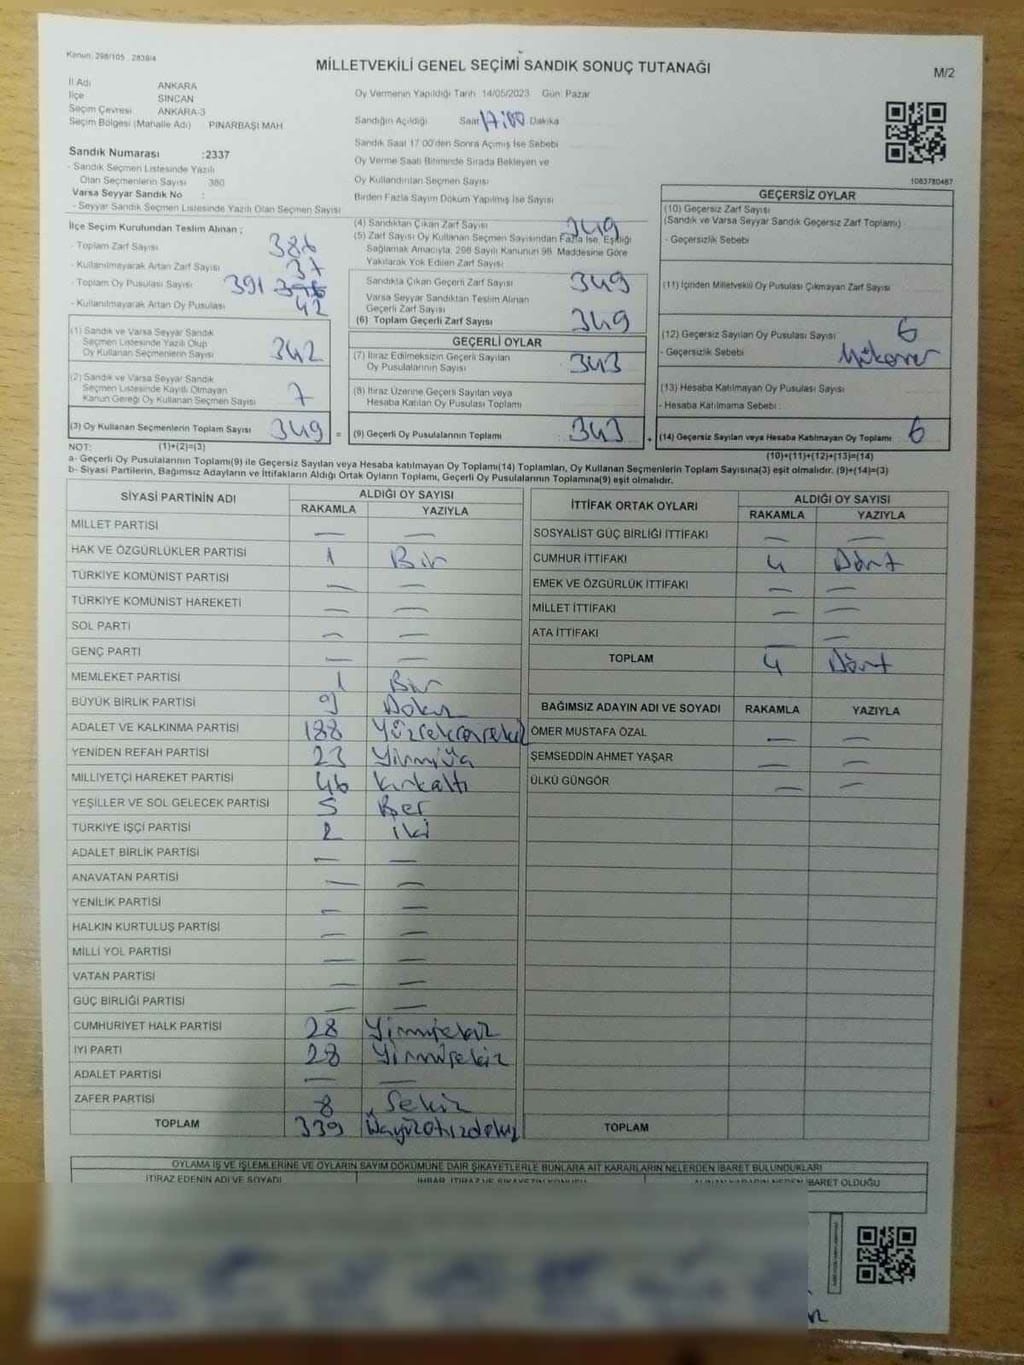 Kanun: 298/105 , 2839/4
MİLLETVEKİLİ GENEL SEÇİMİ SANDIK SONUÇ TUTANAĞI
M/2
İl Adı ANKARA
İlçe SİNCAN
Seçim Çevresi ANKARA-3
Seçim Bölgesi (Mahalle Adı) PINARBAŞI MAH
Sandık Numarası :2337
- Sandık Seçmen Listesinde Yazılı
Olan Seçmenlerin Sayısı 380
Varsa Seyyar Sandık No :
- Seyyar Sandık Seçmen Listesinde Yazılı Olan Seçmen Sayısı
Oy Vermenin Yapıldığı Tarih 14/05/2023 Gün: Pazar
Sandığın Açıldığı Saat 17:00 Dakika
Sandık Saat 17 00'den Sonra Açımış İse Sebebi
Oy Verme Saati Bitiminde Sırada Bekleyen ve
Oy Kullandırılan Seçmen Sayısı
Birden Fazla Sayım Döküm Yapılmış İse Sayısı
1083780487
İlçe Seçim Kurulundan Teslim Alınan ;
- Toplam Zarf Sayısı 386
- Kullanılmayarak Artan Zarf Sayısı 37
- Toplam Oy Pusulası Sayısı 391
- Kullanılmayarak Artan Oy Pusulası 42
(1) Sandık ve Varsa Seyyar Sandık
Seçmen Listesinde Yazılı Olup
Oy Kullanan Seçmenlerin Sayısı 342
(2) Sandık ve Varsa Seyyar Sandık
Seçmen Listesinde Kayıtlı Olmayan
Kanun Gereği Oy Kullanan Seçmen Sayısı 7
(3) Oy Kullanan Seçmenlerin Toplam Sayısı 349 =
(4) Sandıktan Çıkan Zarf Sayısı 349
(5) Zarf Sayısı Oy Kullanan Seçmen Sayısından Fazla İse, Eşitliği
Sağlamak Amacıyla, 298 Sayılı Kanunun 98. Maddesine Göre
Yakılarak Yok Edilen Zarf Sayısı
Sandıkta Çıkan Geçerli Zarf Sayısı 349
Varsa Seyyar Sandıktan Teslim Alınan
Geçerli Zarf Sayısı
(6) Toplam Geçerli Zarf Sayısı 349
GEÇERLİ OYLAR
(7) İtiraz Edilmeksizin Geçerli Sayılan
Oy Pusulalarının Sayısı 343
(8) İtiraz Üzerine Geçerli Sayılan veya
Hesaba Katılan Oy Pusulası Toplamı
(9) Geçerli Oy Pusulalarının Toplamı : 343 +
GEÇERSİZ OYLAR
(10) Geçersiz Zarf Sayısı
(Sandık ve Varsa Seyyar Sandık Geçersiz Zarf Toplamı)
- Geçersizlik Sebebi
(11) İçinden Milletvekili Oy Pusulası Çıkmayan Zarf Sayısı
(12) Geçersiz Sayılan Oy Pusulası Sayısı 6
- Geçersizlik Sebebi
(13) Hesaba Katılmayan Oy Pusulası Sayısı
- Hesaba Katılmama Sebebi :
(14) Geçersiz Sayılan veya Hesaba Katılmayan Oy Toplamı 6
NOT: (1)+(2)=(3) (10)+(11)+(12)+(13)=(14)
a- Geçerli Oy Pusulalarının Toplamı(9) ile Geçersiz Sayılan veya Hesaba katılmayan Oy Toplamı(14) Toplamları, Oy Kullanan Seçmenlerin Toplam Sayısına(3) eşit olmalıdır. (9)+(14)=(3)
b- Siyasi Partilerin, Bağımsız Adayların ve İttifakların Aldığı Ortak Oyların Toplamı, Geçerli Oy Pusulalarının Toplamına(9) eşit olmalıdır.
SİYASİ PARTİNİN ADI ALDIĞI OY SAYISI
RAKAMLA YAZIYLA
MİLLET PARTİSİ — —
HAK VE ÖZGÜRLÜKLER PARTİSİ 1 Bir
TÜRKİYE KOMÜNİST PARTİSİ — —
TÜRKİYE KOMÜNİST HAREKETİ — —
SOL PARTİ — —
GENÇ PARTİ — —
MEMLEKET PARTİSİ 1 Bir
BÜYÜK BİRLİK PARTİSİ 9 Dokuz
ADALET VE KALKINMA PARTİSİ 188 Yüzseksensekiz
YENİDEN REFAH PARTİSİ 23 Yirmiüç
MİLLİYETÇİ HAREKET PARTİSİ 46 Kırkaltı
YEŞİLLER VE SOL GELECEK PARTİSİ 5 Beş
TÜRKİYE İŞÇİ PARTİSİ 2 iki
ADALET BİRLİK PARTİSİ — —
ANAVATAN PARTİSİ — —
YENİLİK PARTİSİ — —
HALKIN KURTULUŞ PARTİSİ — —
MİLLİ YOL PARTİSİ — —
VATAN PARTİSİ — —
GÜÇ BİRLİĞİ PARTİSİ — —
CUMHURİYET HALK PARTİSİ 28 Yirmisekiz
İYİ PARTİ 28 Yirmisekiz
ADALET PARTİSİ — —
ZAFER PARTİSİ 8 Sekiz
TOPLAM 339 Üçyüzotuzdokuz
İTTİFAK ORTAK OYLARI ALDIĞI OY SAYISI
RAKAMLA YAZIYLA
SOSYALİST GÜÇ BİRLİĞİ İTTİFAKI — —
CUMHUR İTTİFAKI 4 Dört
EMEK VE ÖZGÜRLÜK İTTİFAKI — —
MİLLET İTTİFAKI — —
ATA İTTİFAKI —
TOPLAM 4 Dört
BAĞIMSIZ ADAYIN ADI VE SOYADI RAKAMLA YAZIYLA
ÖMER MUSTAFA ÖZAL — —
ŞEMSEDDİN AHMET YAŞAR — —
ÜLKÜ GÜNGÖR — —
TOPLAM
OYLAMA İŞ VE İŞLEMLERİNE VE OYLARIN SAYIM DÖKÜMÜNE DAİR ŞİKAYETLERLE BUNLARA AİT KARARLARIN NELERDEN İBARET BULUNDUKLARI
İTİRAZ EDENİN ADI VE SOYADI
İBARET OLDUĞU